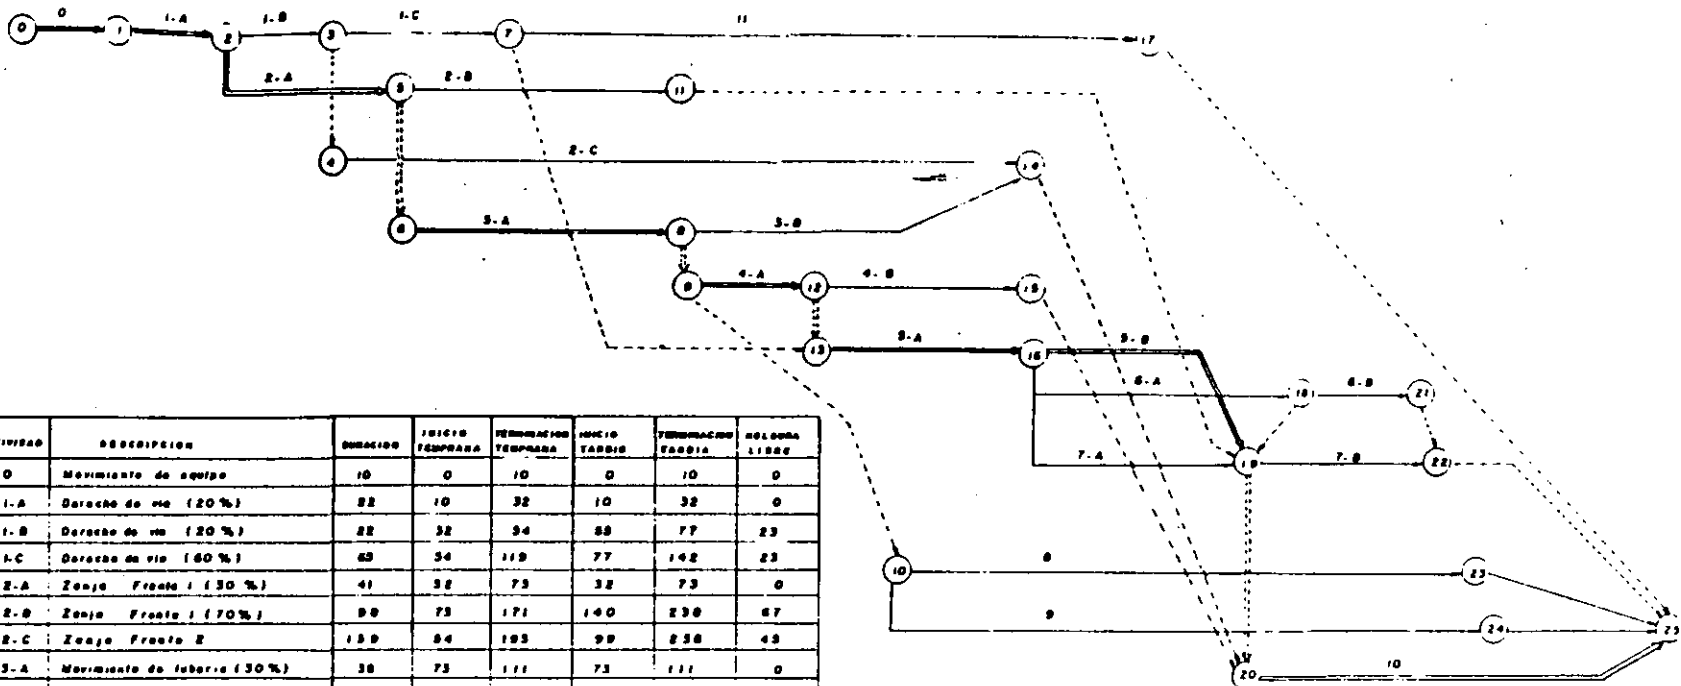 0 1-A 1-B 1-C 11
0 1 2 3 7 17
2-A 2-B
5 11
2-C
4 14
3-A 3-B
6 8
4-A 4-B
9 12 15
5-A 5-B
13 16
6-A 6-B
18 21
7-A 7-B
19 22
8
10 23
9
24 25
10
20
DURACION INICIO TEMPRANA TERMINACION TEMPRANA INICIO TARDIO TERMINACION TARDIA HOLGURA LIBRE
DESCRIPCION
0 Movimiento de equipo 10 0 10 0 10 0
1-A Derecho de via (20%) 22 10 32 10 32 0
1-B Derecho de via (20%) 22 32 54 77 23
1-C Derecho de via (60%) 54 119 77 142 23
2-A Zanja Frente 1 (30%) 41 32 73 32 73 0
2-B Zanja Frente 1 (70%) 98 73 171 140 238 67
2-C Zanja Frente 2 139 54 193 99 238
3-A Movimiento de tuberia (30%) 38 73 111 73 111 0